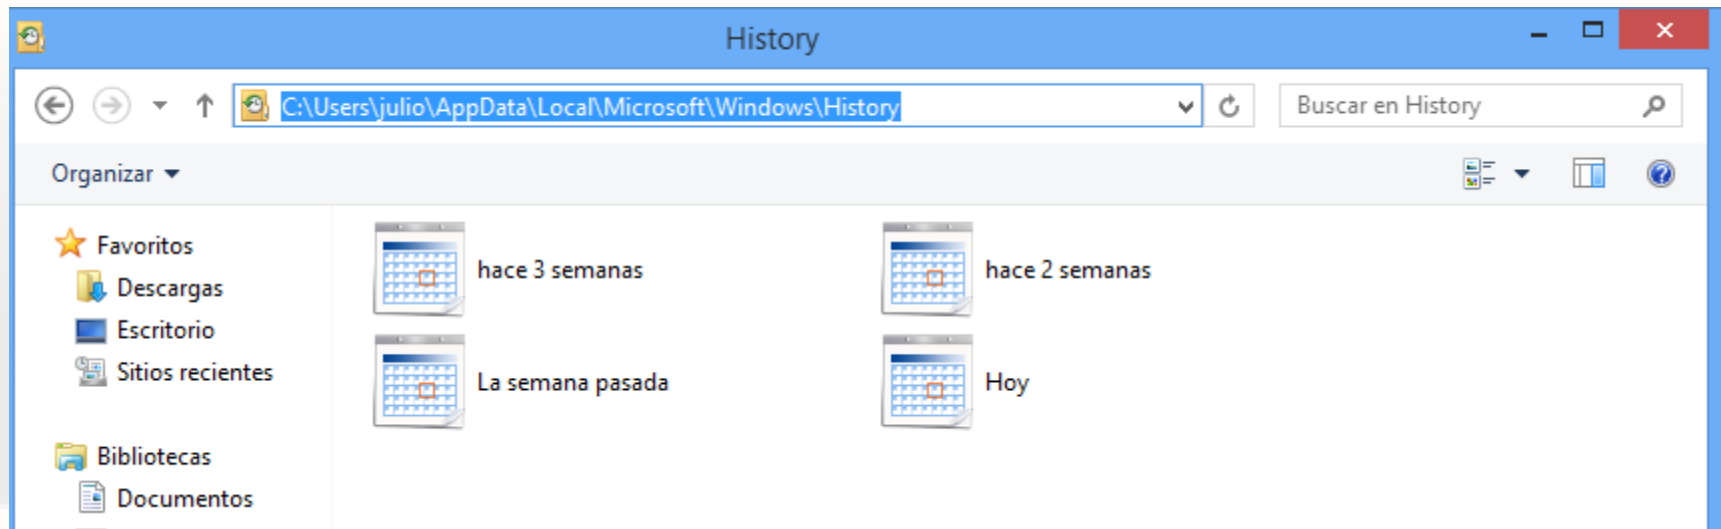 History
C:\Users\julio\AppData\Local\Microsoft\Windows\History
Buscar en History
Organizar
Favoritos
Descargas
Escritorio
Sitios recientes
Bibliotecas
Documentos
hace 3 semanas
hace 2 semanas
La semana pasada
Hoy